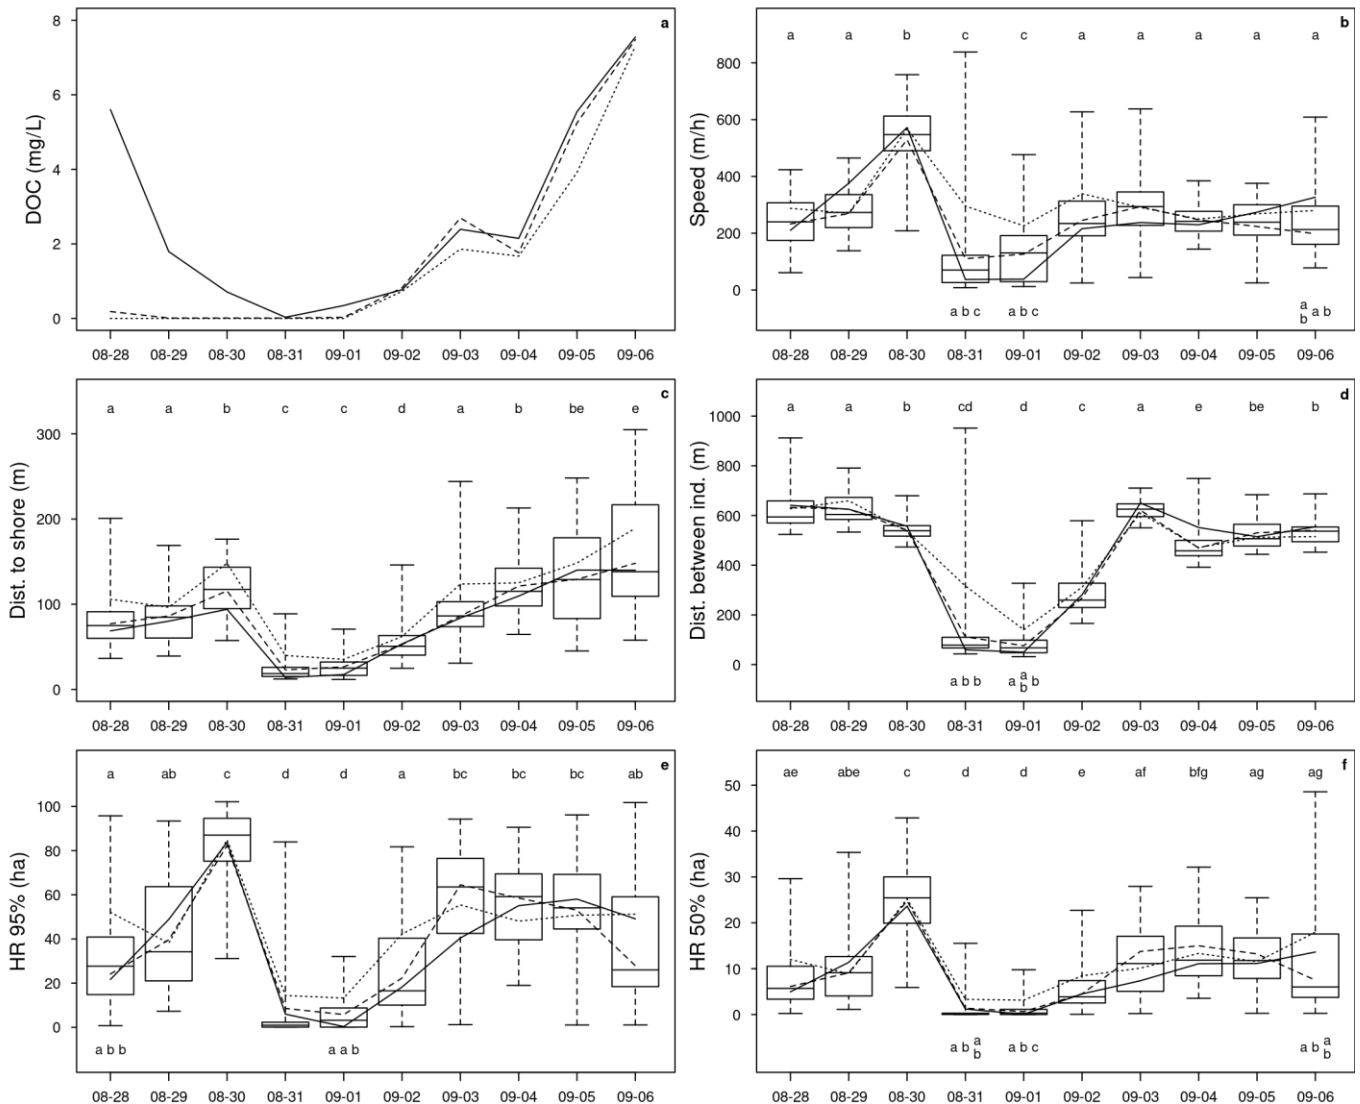 a
DOC (mg/L)
8
6
4
2
0
08-28 08-29 08-30 08-31 09-01 09-02 09-03 09-04 09-05 09-06
b
a a b c c a a a a a
Speed (m/h)
800
600
400
200
0
a b c a b c a b a b
08-28 08-29 08-30 08-31 09-01 09-02 09-03 09-04 09-05 09-06
c
a a b c c d a b be e
Dist. to shore (m)
300
200
100
0
08-28 08-29 08-30 08-31 09-01 09-02 09-03 09-04 09-05 09-06
d
a a b cd d c a e be b
Dist. between ind. (m)
1000
800
600
400
200
0
a b b a a b b
08-28 08-29 08-30 08-31 09-01 09-02 09-03 09-04 09-05 09-06
e
a ab c d d a bc bc bc ab
HR 95% (ha)
100
80
60
40
20
0
a b b a a b
08-28 08-29 08-30 08-31 09-01 09-02 09-03 09-04 09-05 09-06
f
ae abe c d d e af bfg ag ag
HR 50% (ha)
50
40
30
20
10
0
a b a b a b c a b a b
08-28 08-29 08-30 08-31 09-01 09-02 09-03 09-04 09-05 09-06